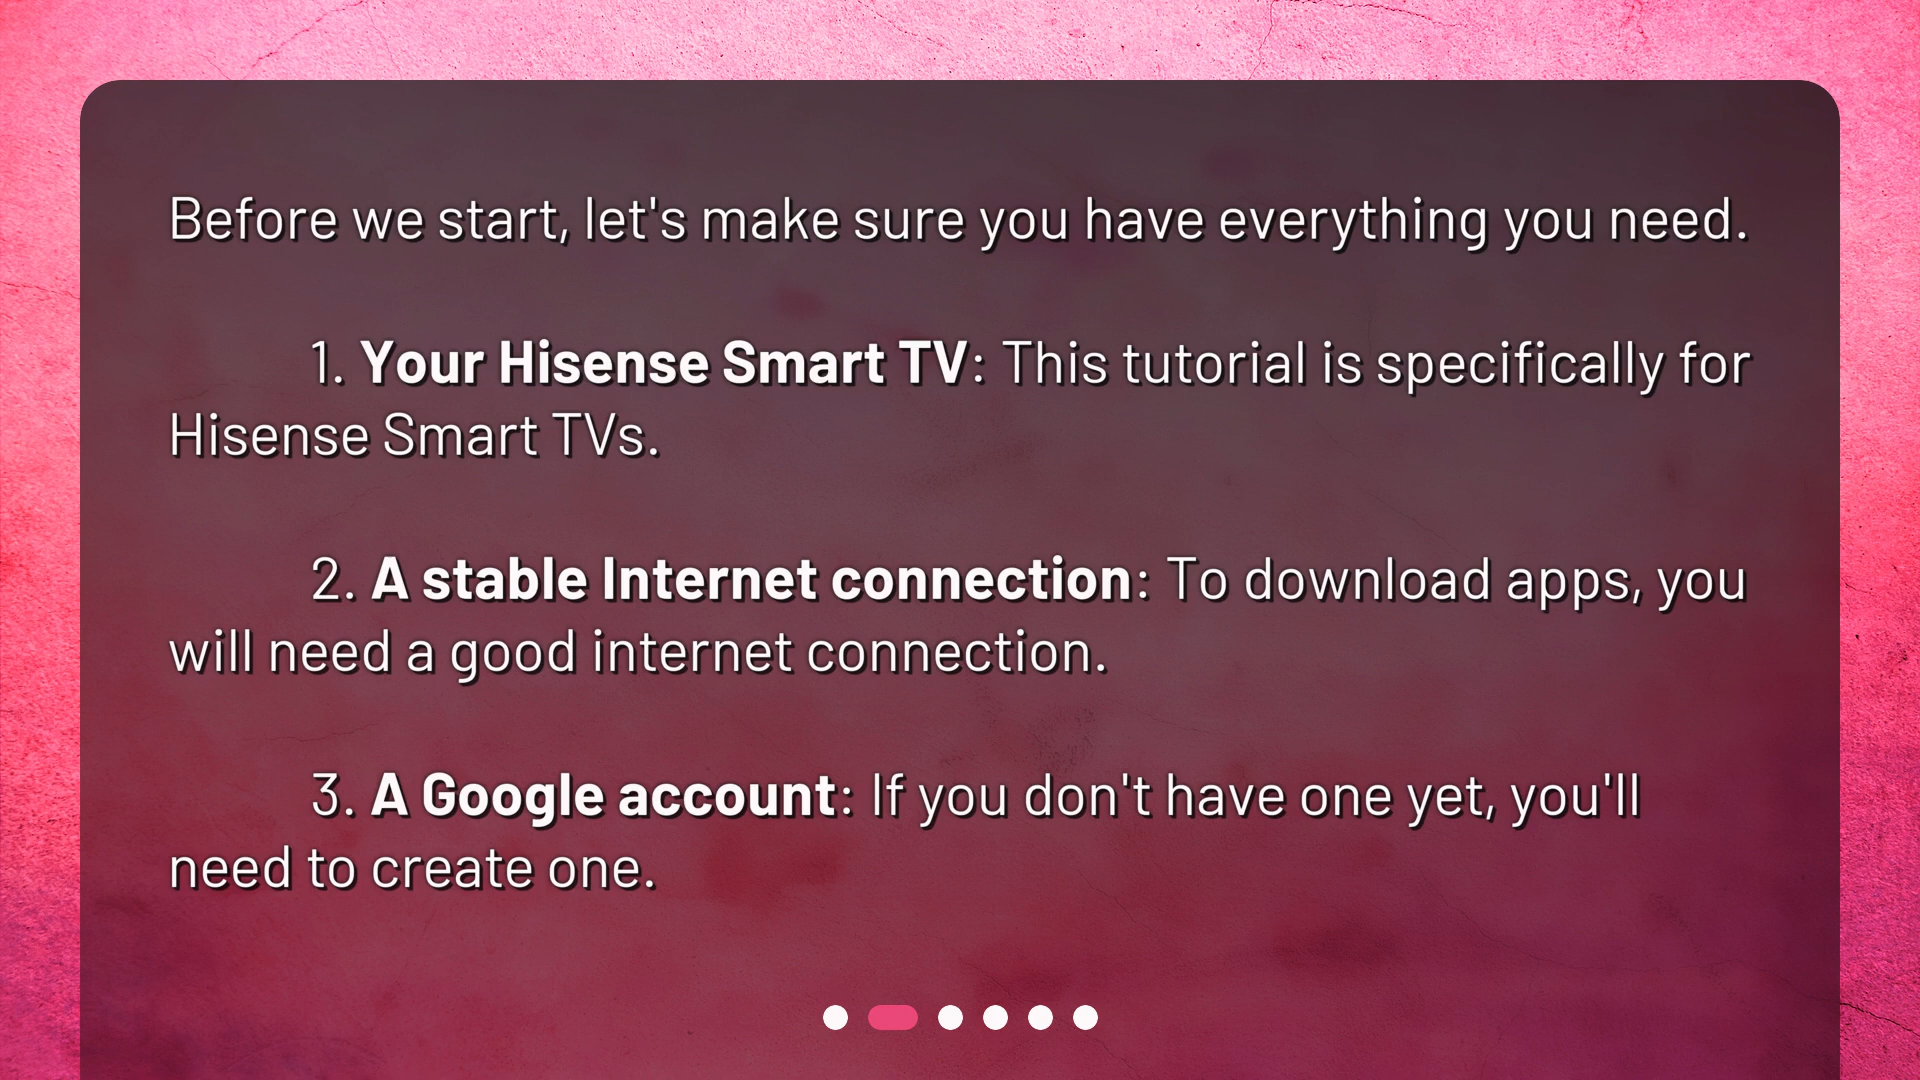 Before we start, let's make sure you have everything you need.
1. Your Hisense Smart TV: This tutorial is specifically for
Hisense Smart TVs.
2. A stable Internet connection: To download apps, you
will need a good internet connection.
3. A Google account: If you don't have one yet, you'll
need to create one.